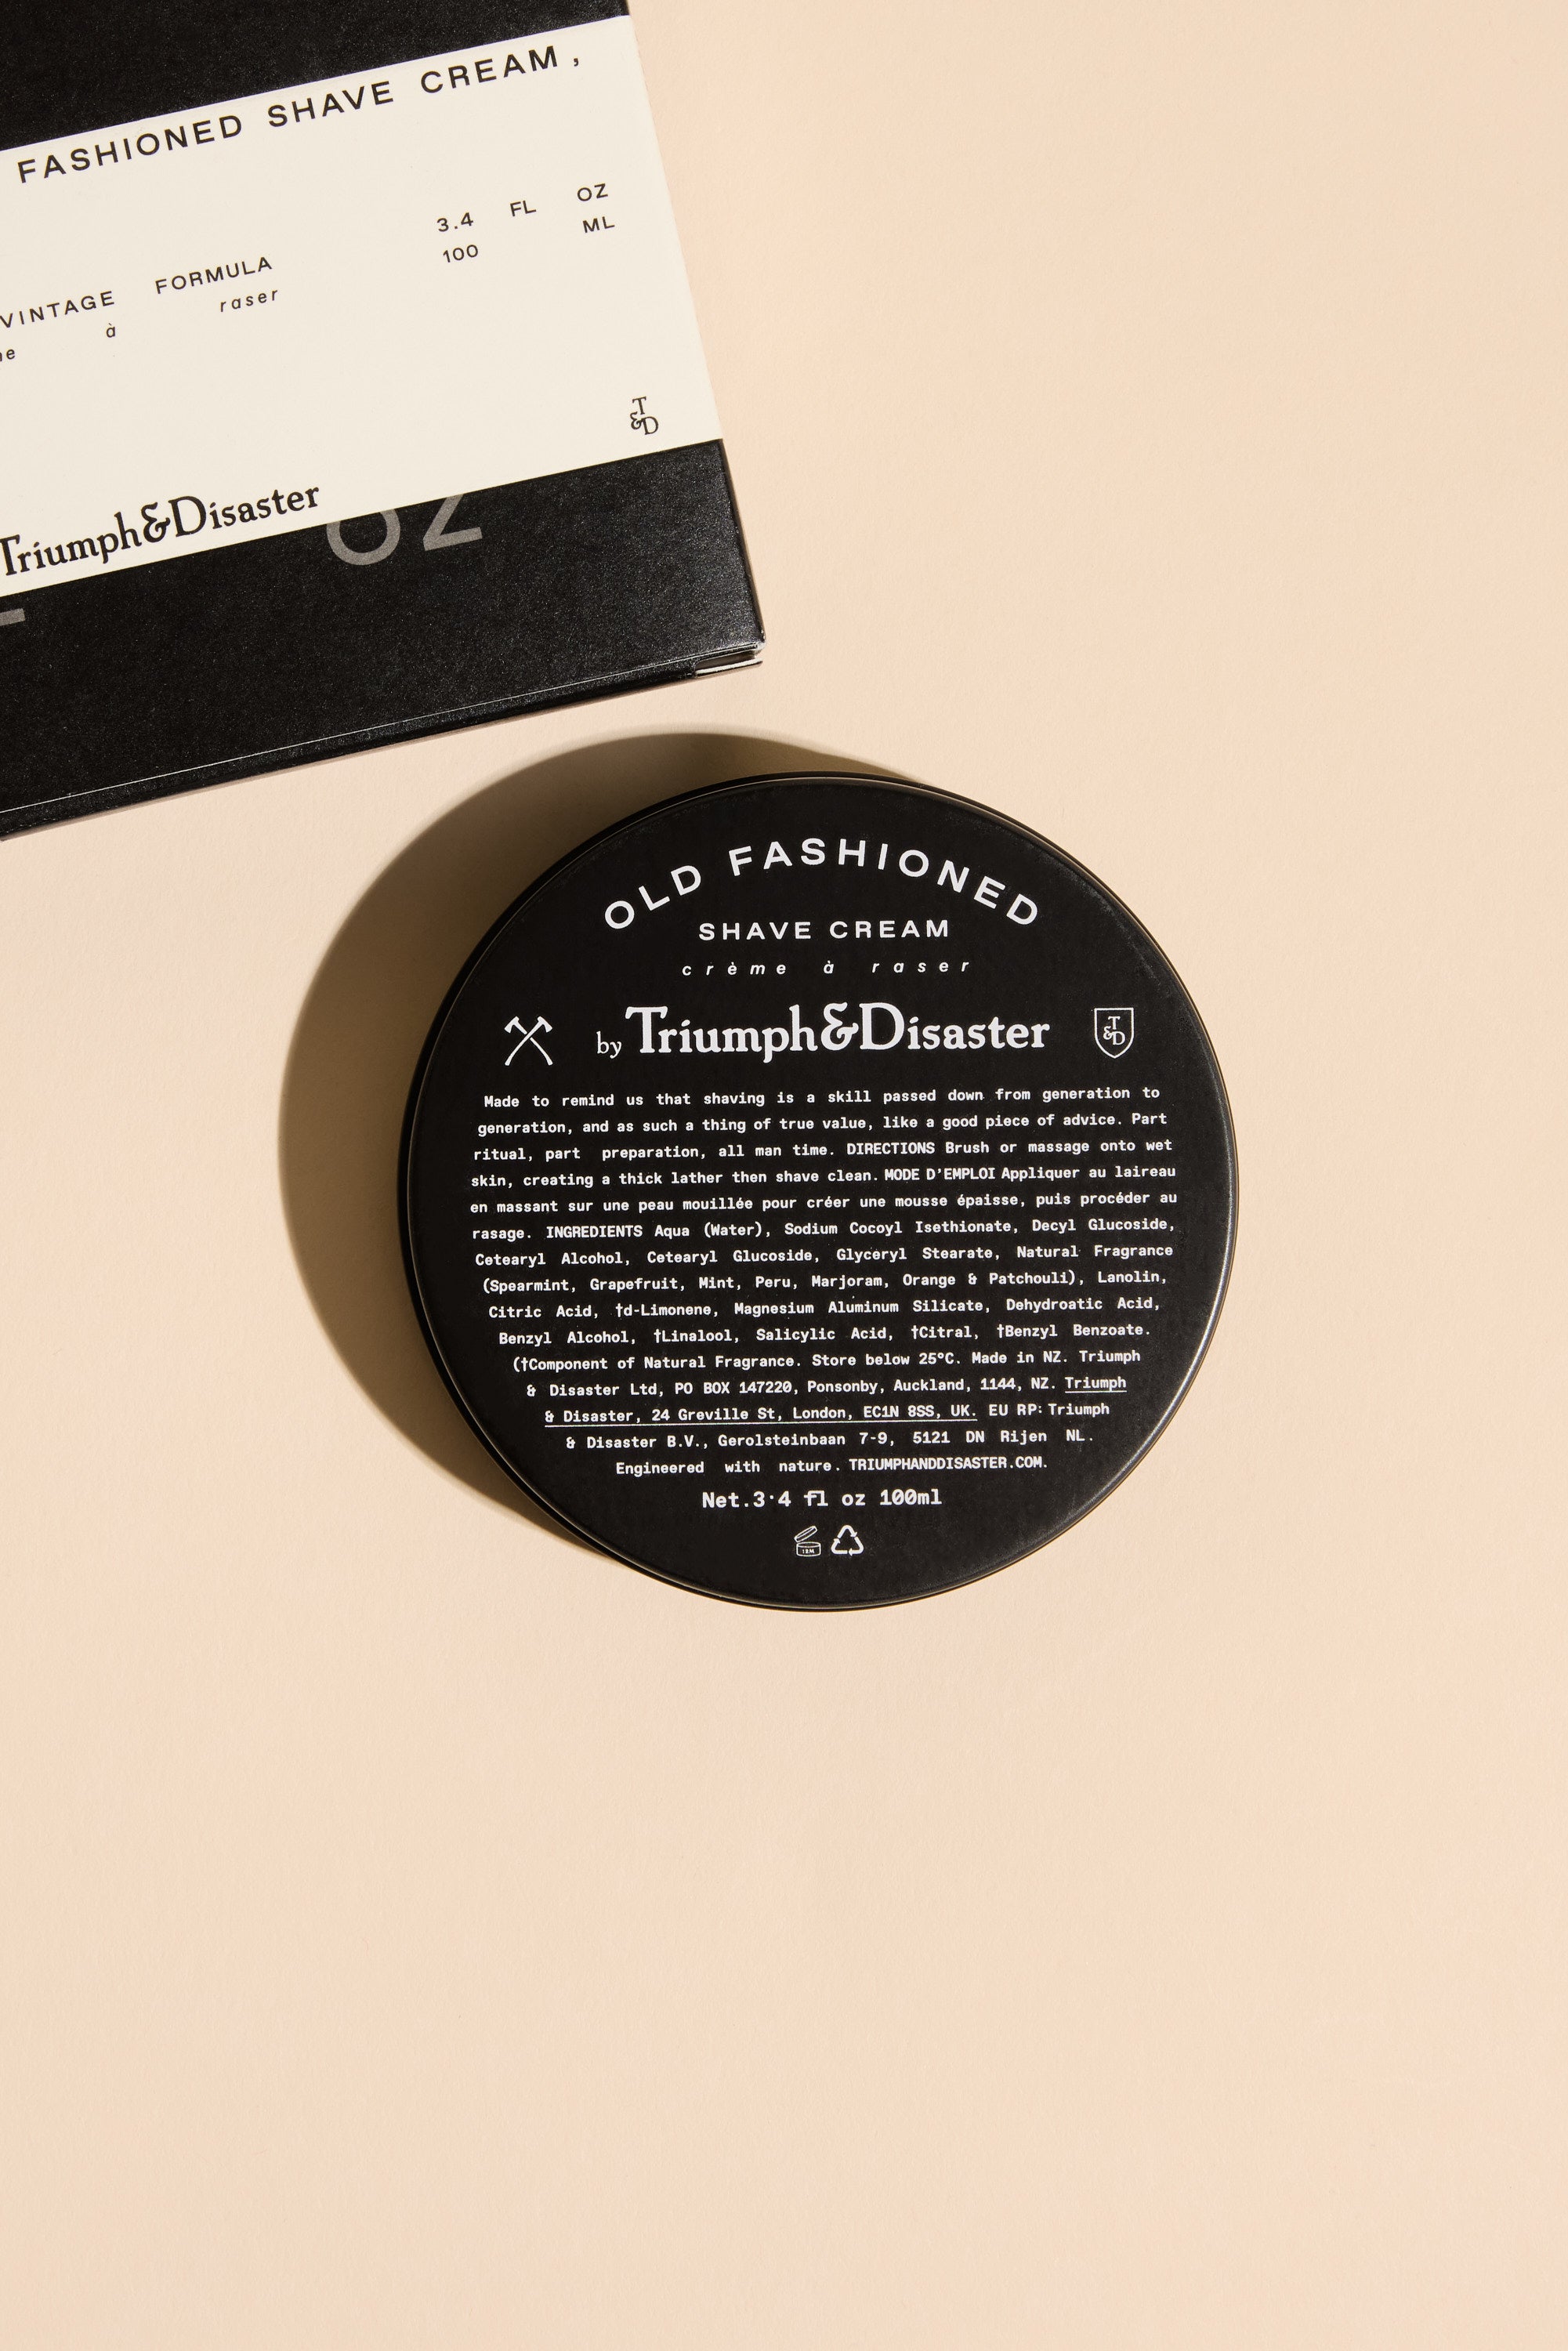 FASHIONED SHAVE CREAM,
3.4 FL OZ
100 ML
VINTAGE FORMULA
à raser
T
&D
Triumph&Disaster
OZ
OLD FASHIONED
SHAVE CREAM
crème à raser
by Triumph&Disaster
T
&D
Made to remind us that shaving is a skill passed down from generation to
generation, and as such a thing of true value, like a good piece of advice. Part
ritual, part preparation, all man time. DIRECTIONS Brush or massage onto wet
skin, creating a thick lather then shave clean. MODE D'EMPLOI Appliquer au laireau
en massant sur une peau mouillée pour créer une mousse épaisse, puis procéder au
rasage. INGREDIENTS Aqua (Water), Sodium Cocoyl Isethionate, Decyl Glucoside,
Cetearyl Alcohol, Cetearyl Glucoside, Glyceryl Stearate, Natural Fragrance
(Spearmint, Grapefruit, Mint, Peru, Marjoram, Orange & Patchouli), Lanolin,
Citric Acid, †d-Limonene, Magnesium Aluminum Silicate, Dehydroatic Acid,
Benzyl Alcohol, †Linalool, Salicylic Acid, †Citral, †Benzyl Benzoate.
(†Component of Natural Fragrance. Store below 25°C. Made in NZ. Triumph
& Disaster Ltd, PO BOX 147220, Ponsonby, Auckland, 1144, NZ. Triumph
& Disaster, 24 Greville St, London, EC1N 8SS, UK. EU RP: Triumph
& Disaster B.V., Gerolsteinbaan 7-9, 5121 DN Rijen NL.
Engineered with nature. TRIUMPHANDDISASTER.COM.
Net.3·4 fl oz 100ml